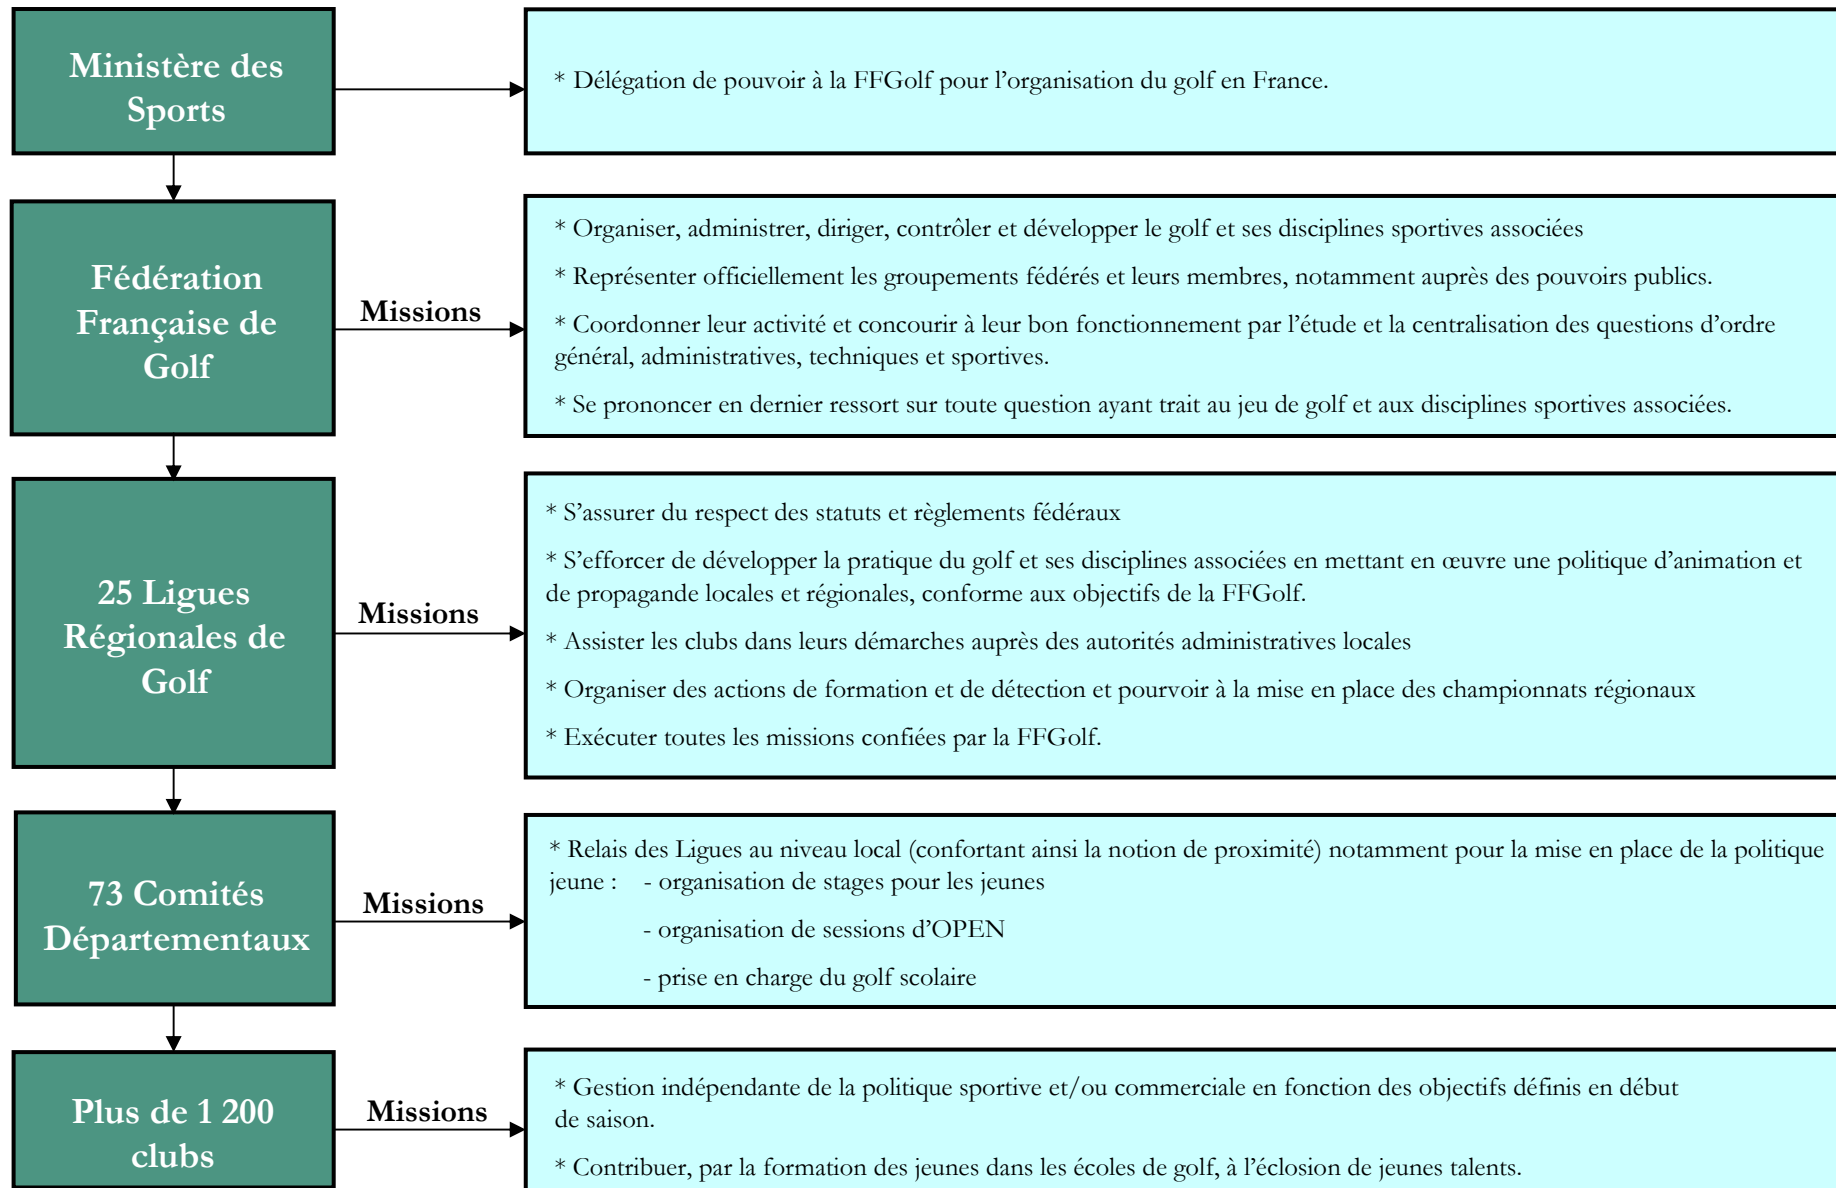 Ministère des
Sports
* Délégation de pouvoir à la FFGolf pour l’organisation du golf en France.
Fédération
Française de
Golf
Missions
* Organiser, administrer, diriger, contrôler et développer le golf et ses disciplines sportives associées
* Représenter officiellement les groupements fédérés et leurs membres, notamment auprès des pouvoirs publics.
* Coordonner leur activité et concourir à leur bon fonctionnement par l’étude et la centralisation des questions d’ordre
général, administratives, techniques et sportives.
* Se prononcer en dernier ressort sur toute question ayant trait au jeu de golf et aux disciplines sportives associées.
25 Ligues
Régionales de
Golf
Missions
* S’assurer du respect des statuts et règlements fédéraux
* S’efforcer de développer la pratique du golf et ses disciplines associées en mettant en œuvre une politique d’animation et
de propagande locales et régionales, conforme aux objectifs de la FFGolf.
* Assister les clubs dans leurs démarches auprès des autorités administratives locales
* Organiser des actions de formation et de détection et pourvoir à la mise en place des championnats régionaux
* Exécuter toutes les missions confiées par la FFGolf.
73 Comités
Départementaux
Missions
* Relais des Ligues au niveau local (confortant ainsi la notion de proximité) notamment pour la mise en place de la politique
jeune : - organisation de stages pour les jeunes
- organisation de sessions d’OPEN
- prise en charge du golf scolaire
Plus de 1 200
clubs
Missions
* Gestion indépendante de la politique sportive et/ou commerciale en fonction des objectifs définis en début
de saison.
* Contribuer, par la formation des jeunes dans les écoles de golf, à l’éclosion de jeunes talents.